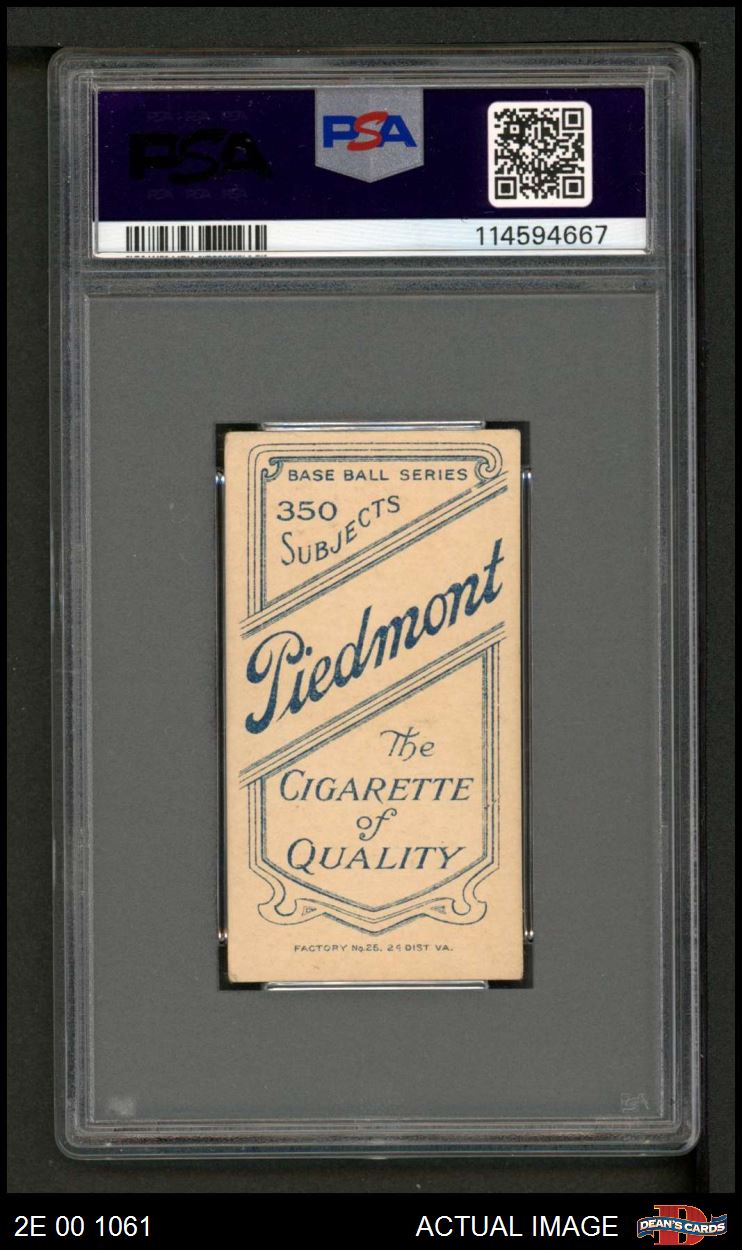 PSA
PSA
114594667
BASE BALL SERIES
350
SUBJECTS
Piedmont
The
CIGARETTE
of
QUALITY
FACTORY No. 25. 2d DIST VA.
2E 00 1061
ACTUAL IMAGE
DEAN'S CARDS